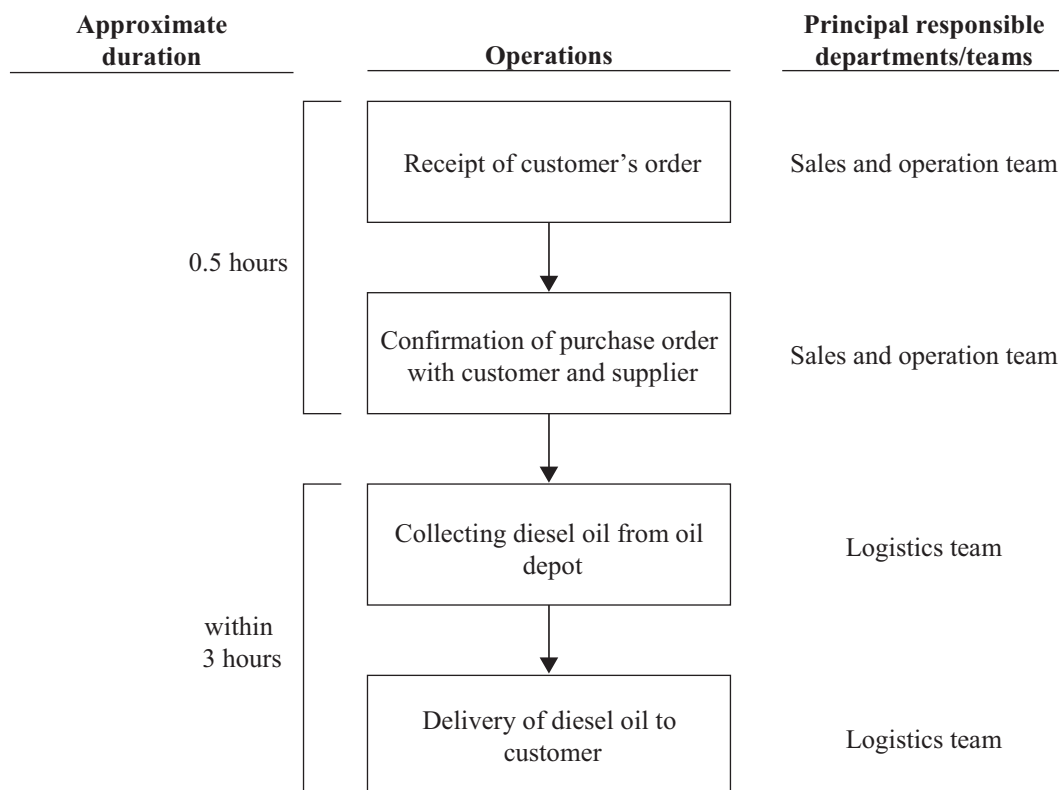 Approximate
duration
Operations
Principal responsible
departments/teams
Receipt of customer’s order
Sales and operation team
0.5 hours
Confirmation of purchase order
with customer and supplier
Sales and operation team
Collecting diesel oil from oil
depot
Logistics team
within
3 hours
Delivery of diesel oil to
customer
Logistics team